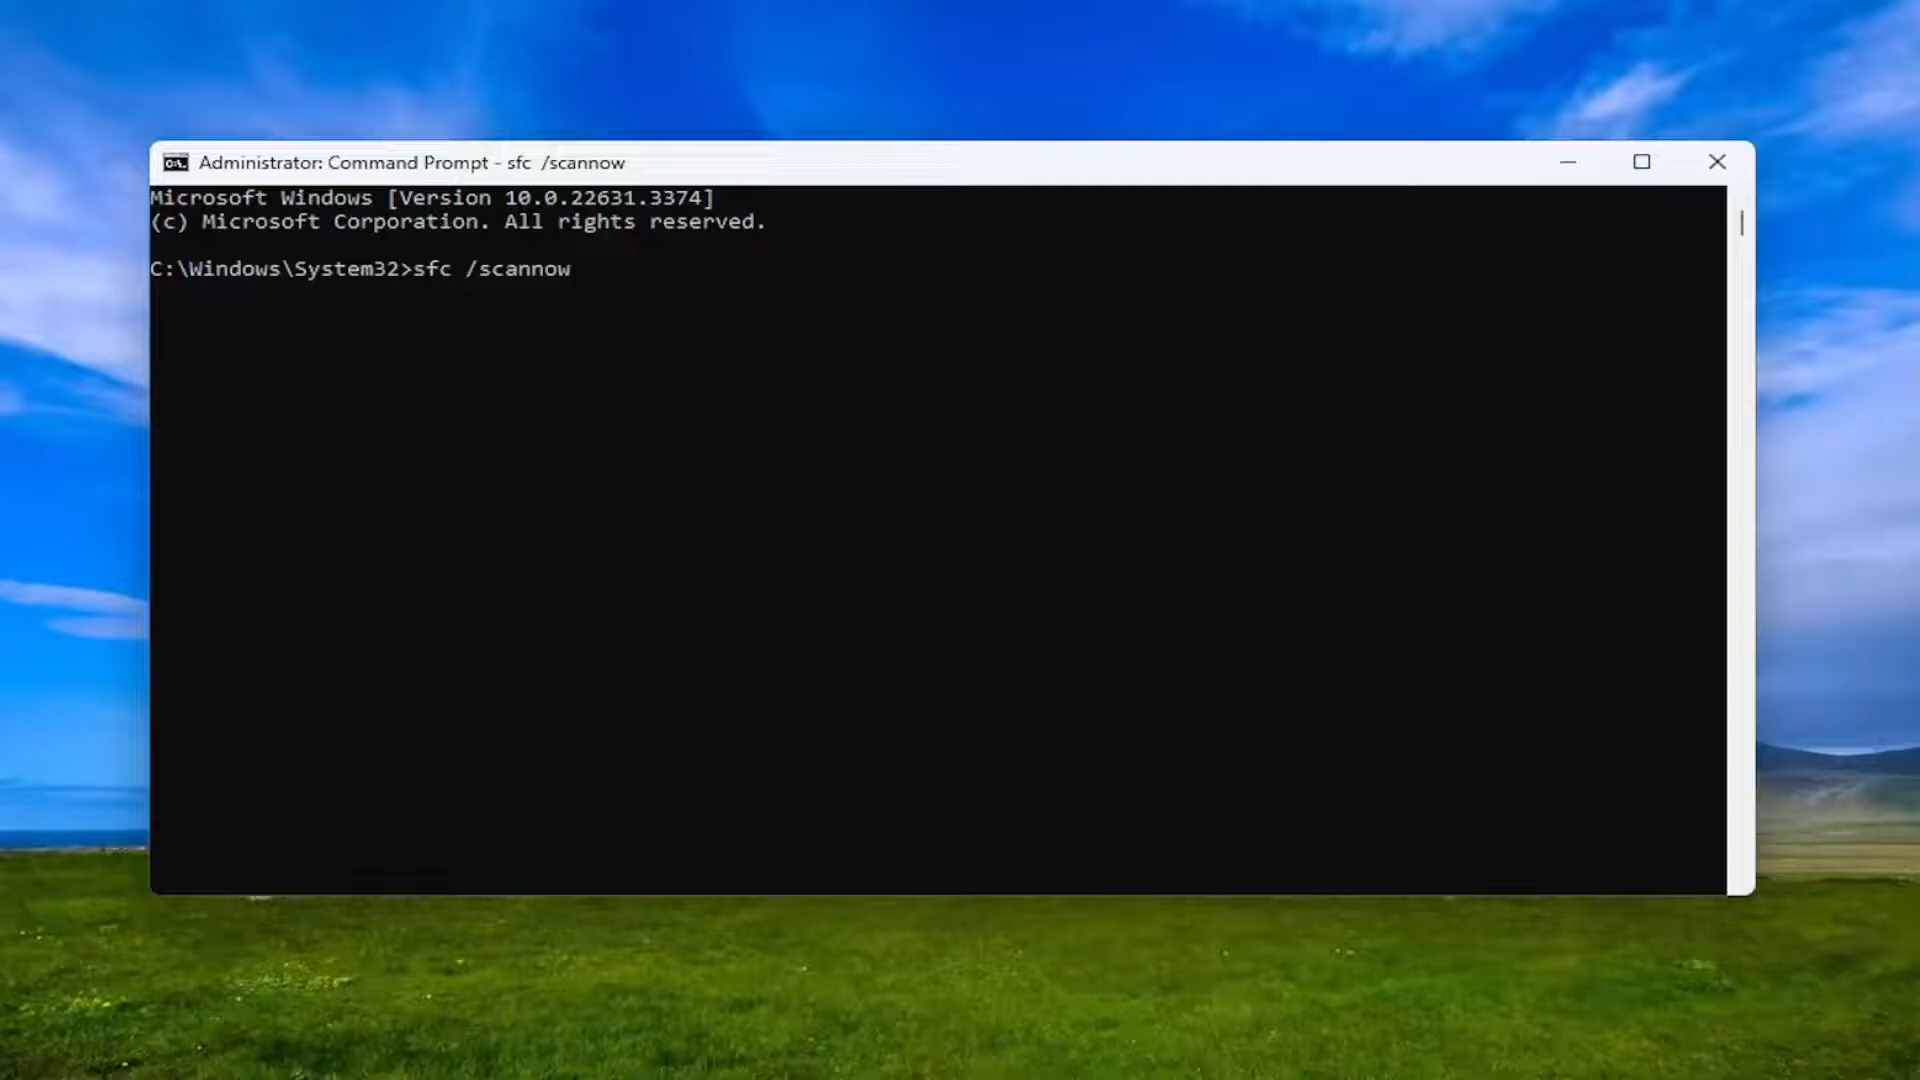 Administrator: Command Prompt - sfc  /scannow
Microsoft Windows [Version 10.0.22631.3374]
(c) Microsoft Corporation. All rights reserved.
C:\Windows\System32>sfc /scannow